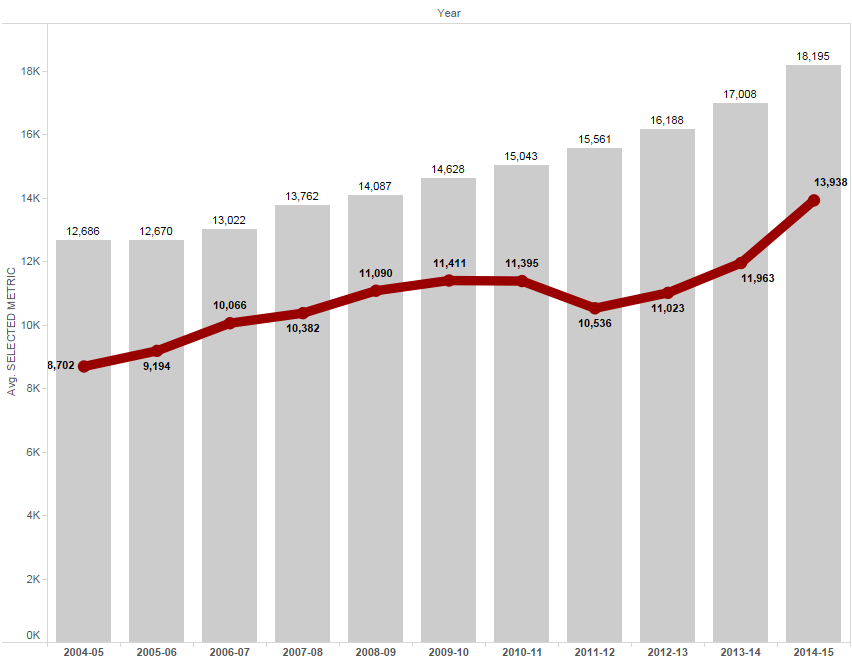 Year
18K
16K
14K
12K
10K
8K
6K
4K
2K
0K
Avg. SELECTED METRIC
12,686
12,670
13,022
13,762
14,087
14,628
15,043
15,561
16,188
17,008
18,195
8,702
9,194
10,066
10,382
11,090
11,411
11,395
10,536
11,023
11,963
13,938
2004-05 2005-06 2006-07 2007-08 2008-09 2009-10 2010-11 2011-12 2012-13 2013-14 2014-15